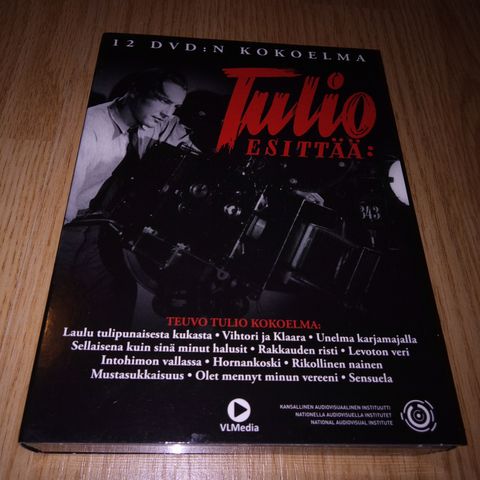 12 DVD:N KOKOELMA
Tulio
ESITTÄÄ:
343
TEUVO TULIO KOKOELMA:
Laulu tulipunaisesta kukasta • Vihtori ja Klaara • Unelma karjamajalla
Sellaisena kuin sinä minut halusit • Rakkauden risti • Levoton veri
Intohimon vallassa • Hornankoski • Rikollinen nainen
Mustasukkaisuus • Olet mennyt minun vereeni • Sensuela
VLMedia
KANSALLINEN AUDIOVISUAALINEN INSTITUUTTI
NATIONELLA AUDIOVISUELLA INSTITUTET
NATIONAL AUDIOVISUAL INSTITUTE